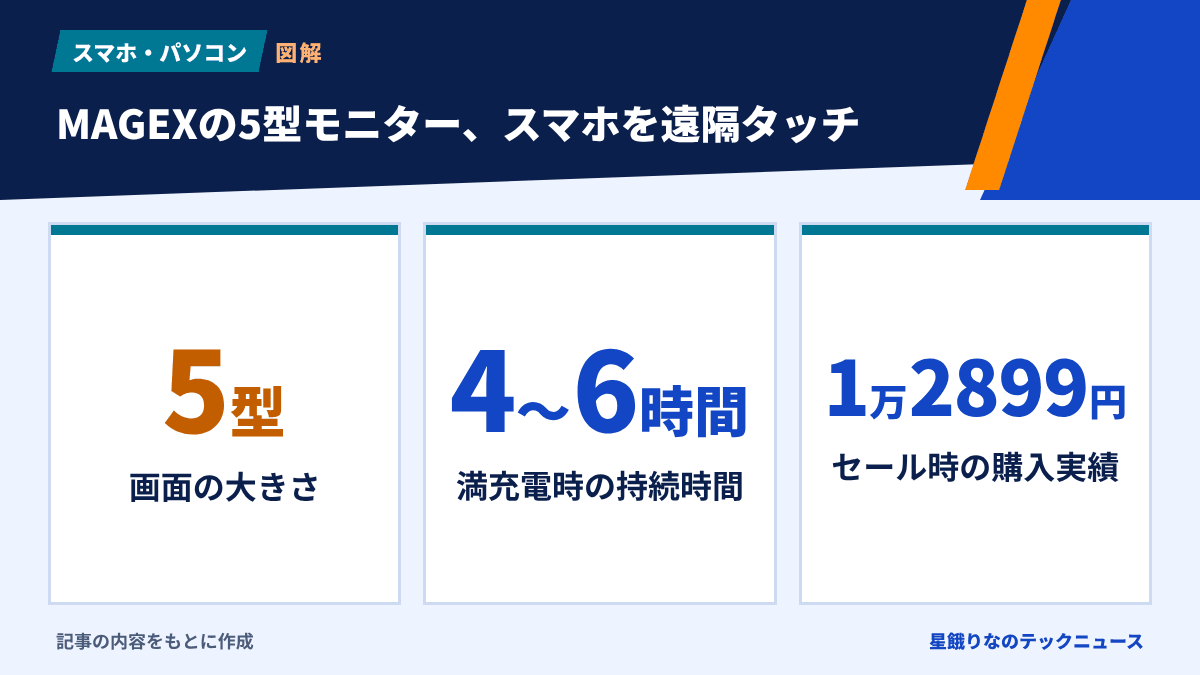 スマホ・パソコン 図解
MAGEXの5型モニター、スマホを遠隔タッチ
5型
画面の大きさ
4〜6時間
満充電時の持続時間
1万2899円
セール時の購入実績
記事の内容をもとに作成
星餓りなのテックニュース